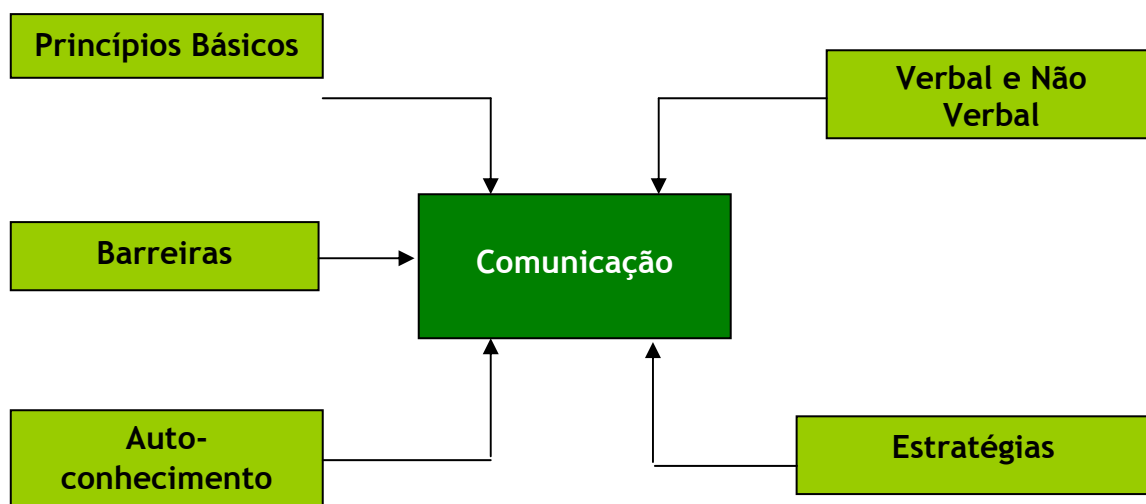 Princípios Básicos
Verbal e Não
Verbal
Barreiras
Comunicação
Auto-
conhecimento
Estratégias